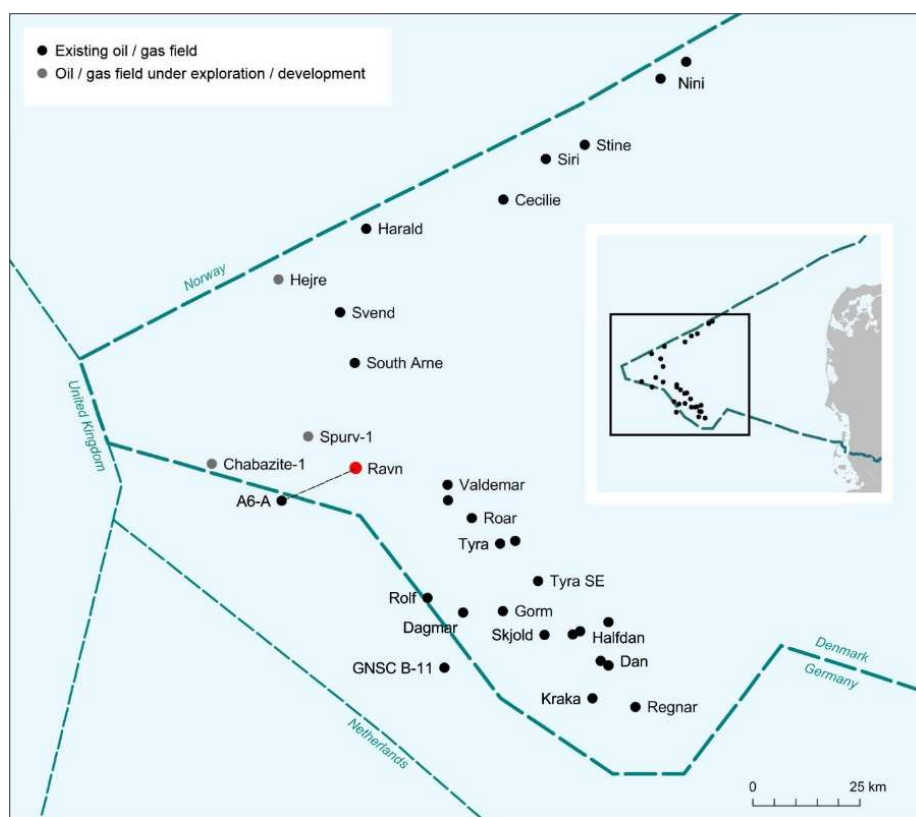 Existing oil / gas field
Oil / gas field under exploration / development
Nini
Stine
Siri
Cecilie
Harald
Norway
Hejre
Svend
South Arne
United Kingdom
Spurv-1
Chabazite-1
Ravn
A6-A
Valdemar
Roar
Tyra
Tyra SE
Rolf
Gorm
Dagmar
Skjold
Halfdan
GNSC B-11
Dan
Denmark
Germany
Kraka
Regnar
Netherlands
0 25 km